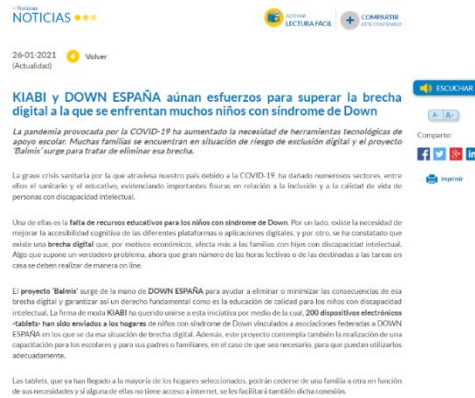 • Noticias
NOTICIAS
ACTIVAR
LECTURA FÁCIL
COMPARTIR
ESTE CONTENIDO
26-01-2021
Volver
(Actualidad)
ESCUCHAR
KIABI y DOWN ESPAÑA aúnan esfuerzos para superar la brecha
digital a la que se enfrentan muchos niños con síndrome de Down
A- A+
La pandemia provocada por la COVID-19 ha aumentado la necesidad de herramientas tecnológicas de
apoyo escolar. Muchas familias se encuentran en situación de riesgo de exclusión digital y el proyecto
'Balmis' surge para tratar de eliminar esa brecha.
Comparte:
Imprimir
La grave crisis sanitaria por la que atraviesa nuestro país debido a la COVID-19, ha dañado numerosos sectores, entre
ellos el sanitario y el educativo, evidenciando importantes fisuras en relación a la inclusión y a la calidad de vida de
personas con discapacidad intelectual.
Una de ellas es la falta de recursos educativos para los niños con síndrome de Down. Por un lado, existe la necesidad de
mejorar la accesibilidad cognitiva de las diferentes plataformas o aplicaciones digitales, y por otro, se ha constatado que
existe una brecha digital que, por motivos económicos, afecta más a las familias con hijos con discapacidad intelectual.
Algo que supone un verdadero problema, ahora que gran número de las horas lectivas o de las destinadas a las tareas en
casa se deben realizar de manera on line.
El proyecto 'Balmis' surge de la mano de DOWN ESPAÑA para ayudar a eliminar o minimizar las consecuencias de esa
brecha digital y garantizar así un derecho fundamental como es la educación de calidad para los niños con discapacidad
intelectual. La firma de moda KIABI ha querido unirse a esta iniciativa por medio de la cual, 200 dispositivos electrónicos
-tablets- han sido enviados a los hogares de niños con síndrome de Down vinculados a asociaciones federadas a DOWN
ESPAÑA en los que se da esa situación de brecha digital. Además, este proyecto contempla también la realización de una
capacitación para los escolares y para sus padres o familiares, en el caso de que sea necesario, para que puedan utilizarlos
adecuadamente.
Las tablets, que ya han llegado a la mayoría de los hogares seleccionados, podrán cederse de una familia a otra en función
de sus necesidades y si alguna de ellas no tiene acceso a internet, se les facilitará también dicha conexión.